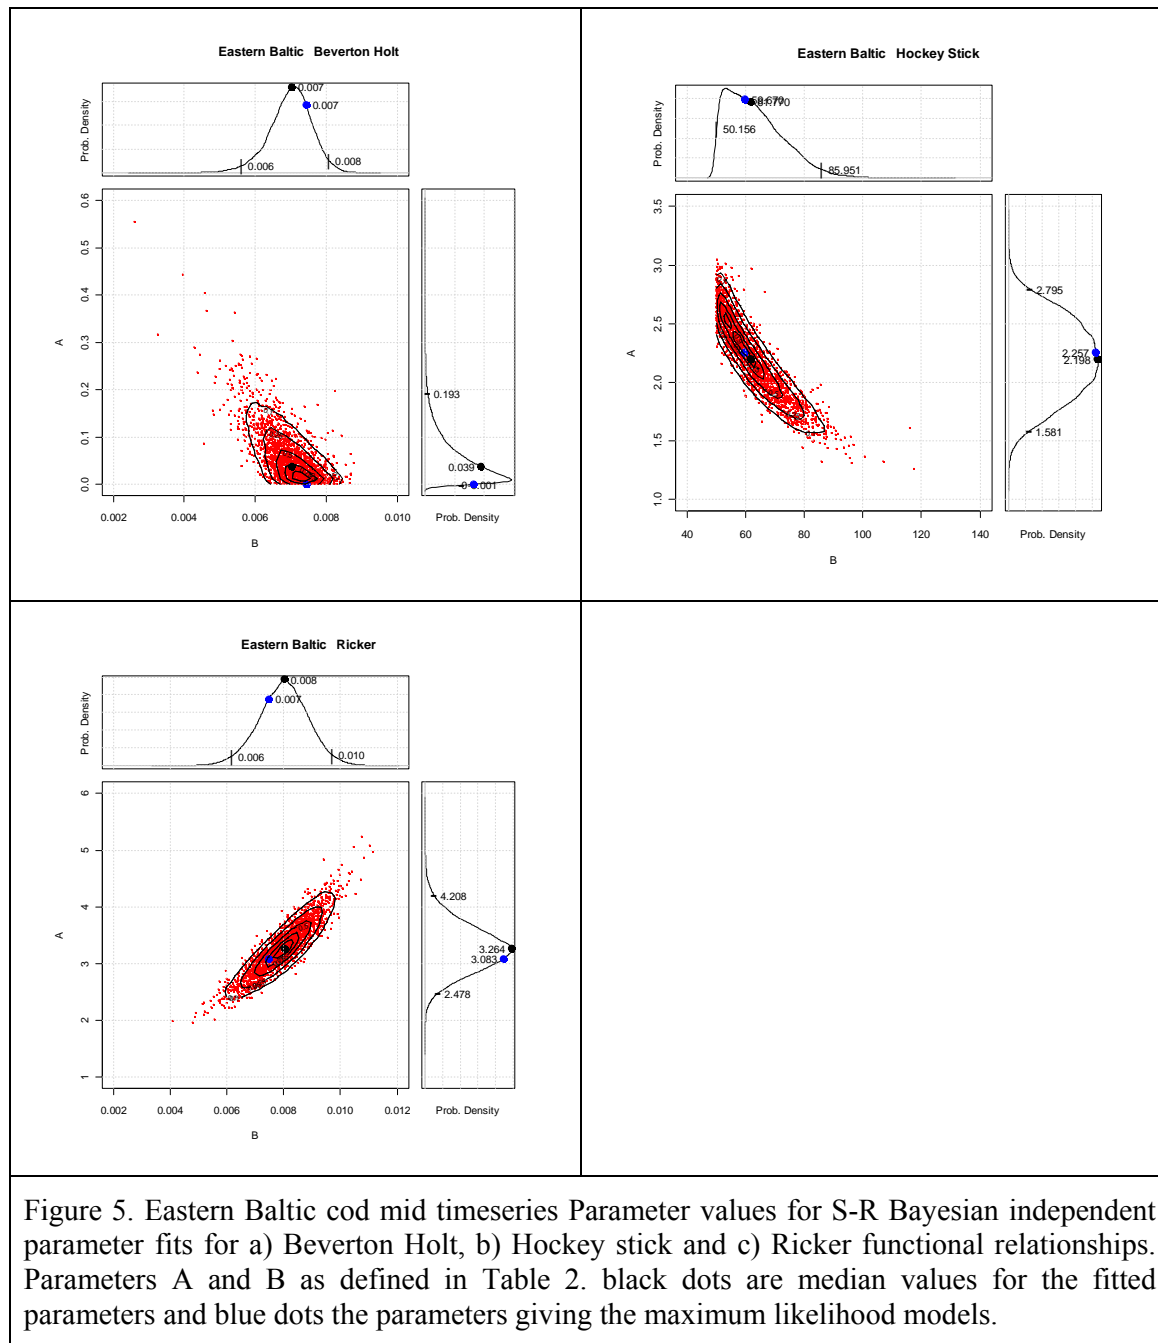 Eastern Baltic Beverton Holt
Prob. Density
0.007
0.007
0.006
0.008
A
0.6
0.5
0.4
0.3
0.2
0.1
0.0
0.193
0.039
0.002 0.004 0.006 0.008 0.010
Prob. Density
B
Eastern Baltic Hockey Stick
Prob. Density
50.156
85.951
A
3.5
3.0
2.5
2.0
1.5
1.0
2.795
2.257
2.198
1.581
40 60 80 100 120 140
Prob. Density
B
Eastern Baltic Ricker
Prob. Density
0.008
0.007
0.006
0.010
A
6
5
4
3
2
1
4.208
3.264
3.083
2.478
0.002 0.004 0.006 0.008 0.010 0.012
Prob. Density
B
Figure 5. Eastern Baltic cod mid timeseries Parameter values for S-R Bayesian independent
parameter fits for a) Beverton Holt, b) Hockey stick and c) Ricker functional relationships.
Parameters A and B as defined in Table 2. black dots are median values for the fitted
parameters and blue dots the parameters giving the maximum likelihood models.